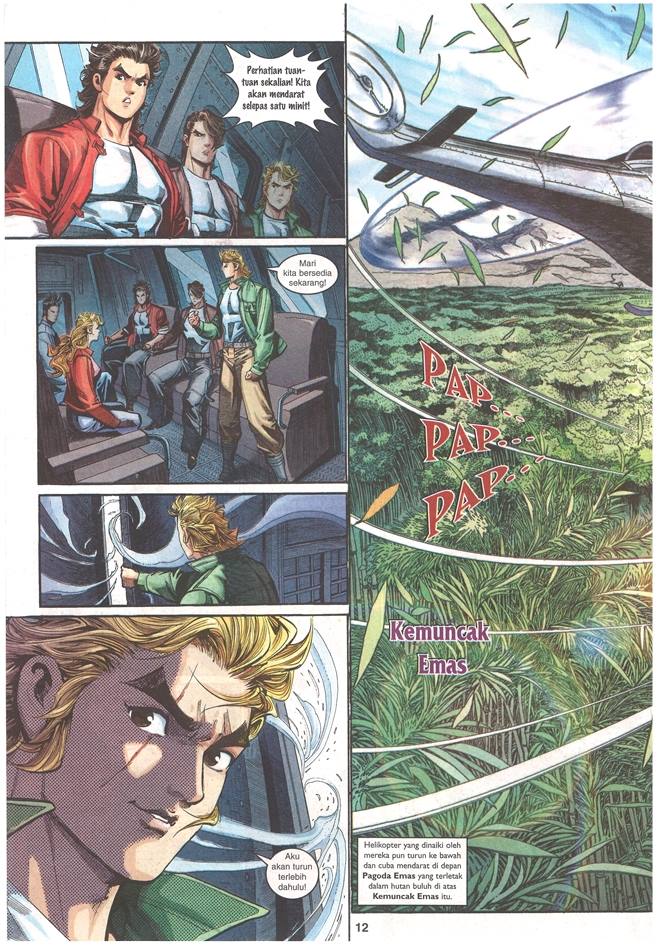 Perhatian tuan-
tuan sekalian! Kita
akan mendarat
selepas satu minit!
Mari
kita bersedia
sekarang!
Aku
akan turun
terlebih
dahulu!
PAP...
PAP...
PAP...
Kemuncak
Emas
Helikopter yang dinaiki oleh
mereka pun turun ke bawah
dan cuba mendarat di depan
Pagoda Emas yang terletak
dalam hutan buluh di atas
Kemuncak Emas itu.
12